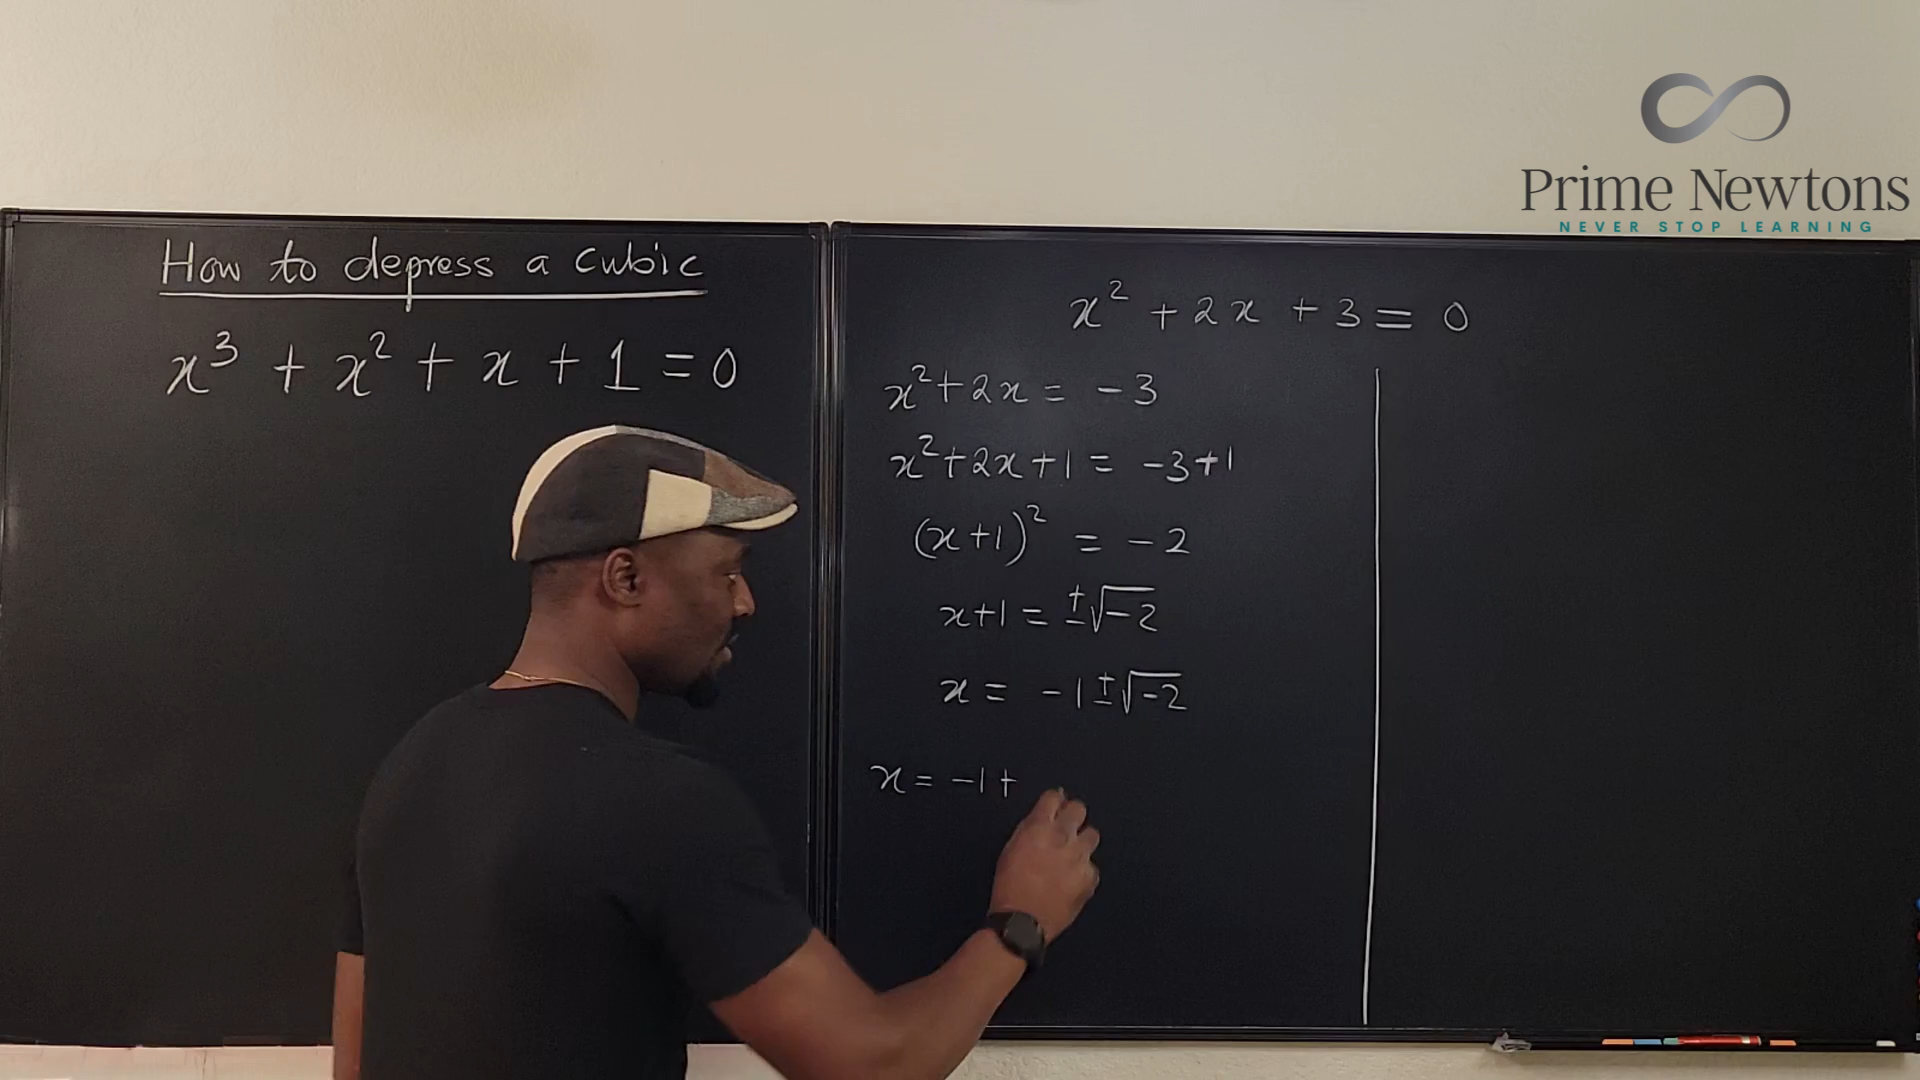 Prime Newtons
NEVER STOP LEARNING
How to depress a cubic
x³ + x² + x + 1 = 0
x² + 2x + 3 = 0
x² + 2x = -3
x² + 2x + 1 = -3 + 1
(x+1)² = -2
x+1 = ±√-2
x = -1 ± √-2
x = -1 +